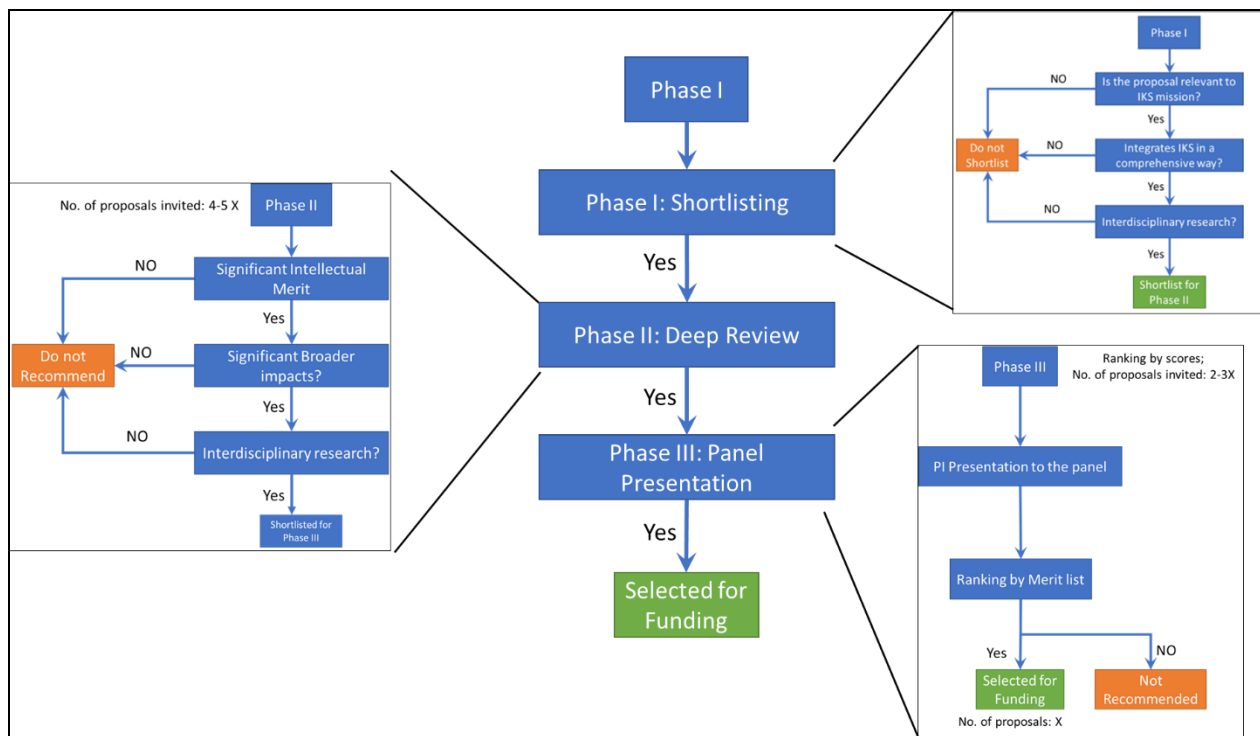 Phase I
Phase I: Shortlisting
Yes
Phase II: Deep Review
Yes
Phase III: Panel
Presentation
Yes
Selected for
Funding
Phase I
NO
Is the proposal relevant to
IKS mission?
Yes
Do not
Shortlist
NO
Integrates IKS in a
comprehensive way?
Yes
NO
Interdisciplinary research?
Yes
Shortlist for
Phase II
No. of proposals invited: 4-5 X
Phase II
NO
Significant Intellectual
Merit
Yes
Do not
Recommend
NO
Significant Broader
impacts?
Yes
NO
Interdisciplinary research?
Yes
Shortlisted for
Phase III
Phase III
Ranking by scores;
No. of proposals invited: 2-3X
PI Presentation to the panel
Ranking by Merit list
Yes
NO
Selected for
Funding
Not
Recommended
No. of proposals: X